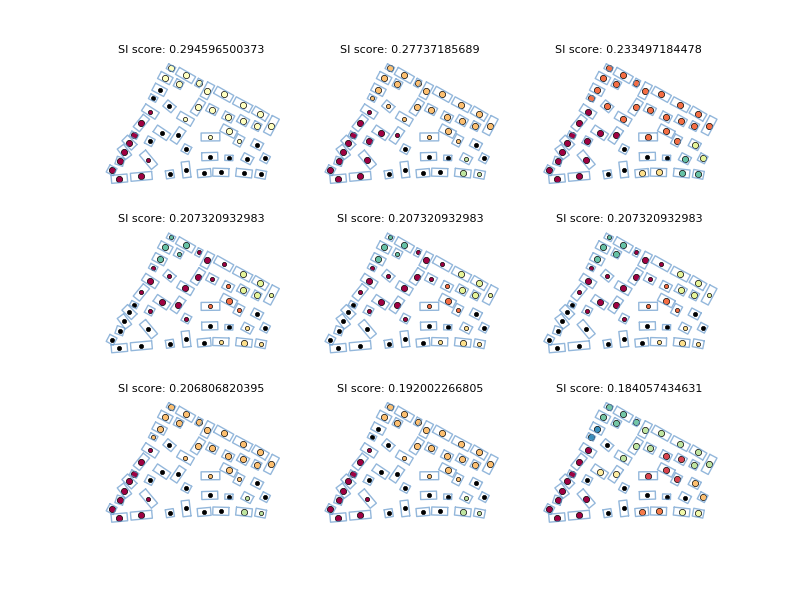 SI score: 0.294596500373
SI score: 0.27737185689
SI score: 0.233497184478
SI score: 0.207320932983
SI score: 0.207320932983
SI score: 0.207320932983
SI score: 0.206806820395
SI score: 0.192002266805
SI score: 0.184057434631